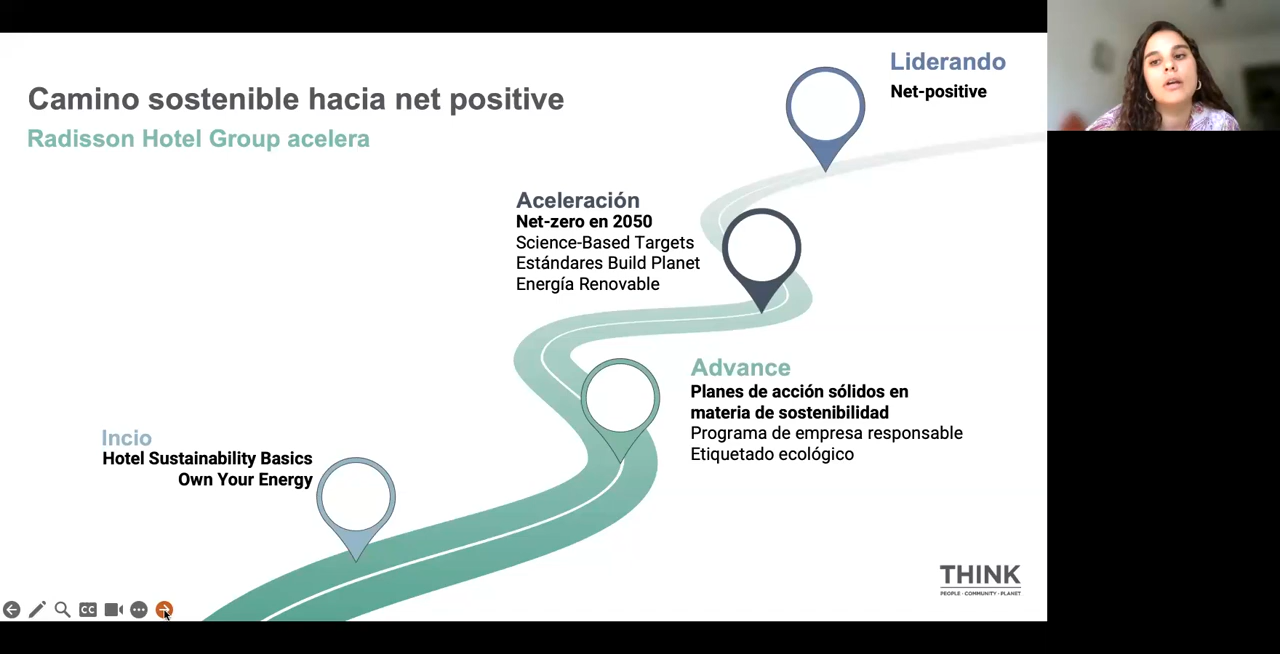 Camino sostenible hacia net positive
Radisson Hotel Group acelera
Liderando
Net-positive
Aceleración
Net-zero en 2050
Science-Based Targets
Estándares Build Planet
Energía Renovable
Advance
Planes de acción sólidos en
materia de sostenibilidad
Programa de empresa responsable
Etiquetado ecológico
Incio
Hotel Sustainability Basics
Own Your Energy
THINK
PEOPLE · COMMUNITY · PLANET
CC